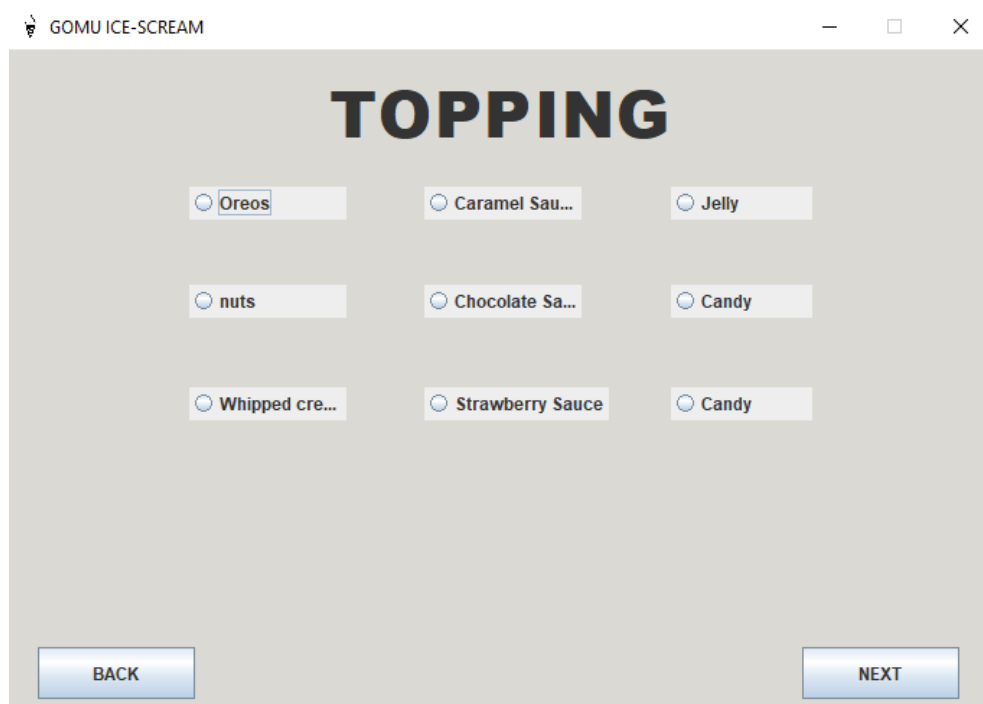 GOMU ICE-SCREAM
TOPPING
Oreos Caramel Sau... Jelly
nuts Chocolate Sa... Candy
Whipped cre... Strawberry Sauce Candy
BACK NEXT